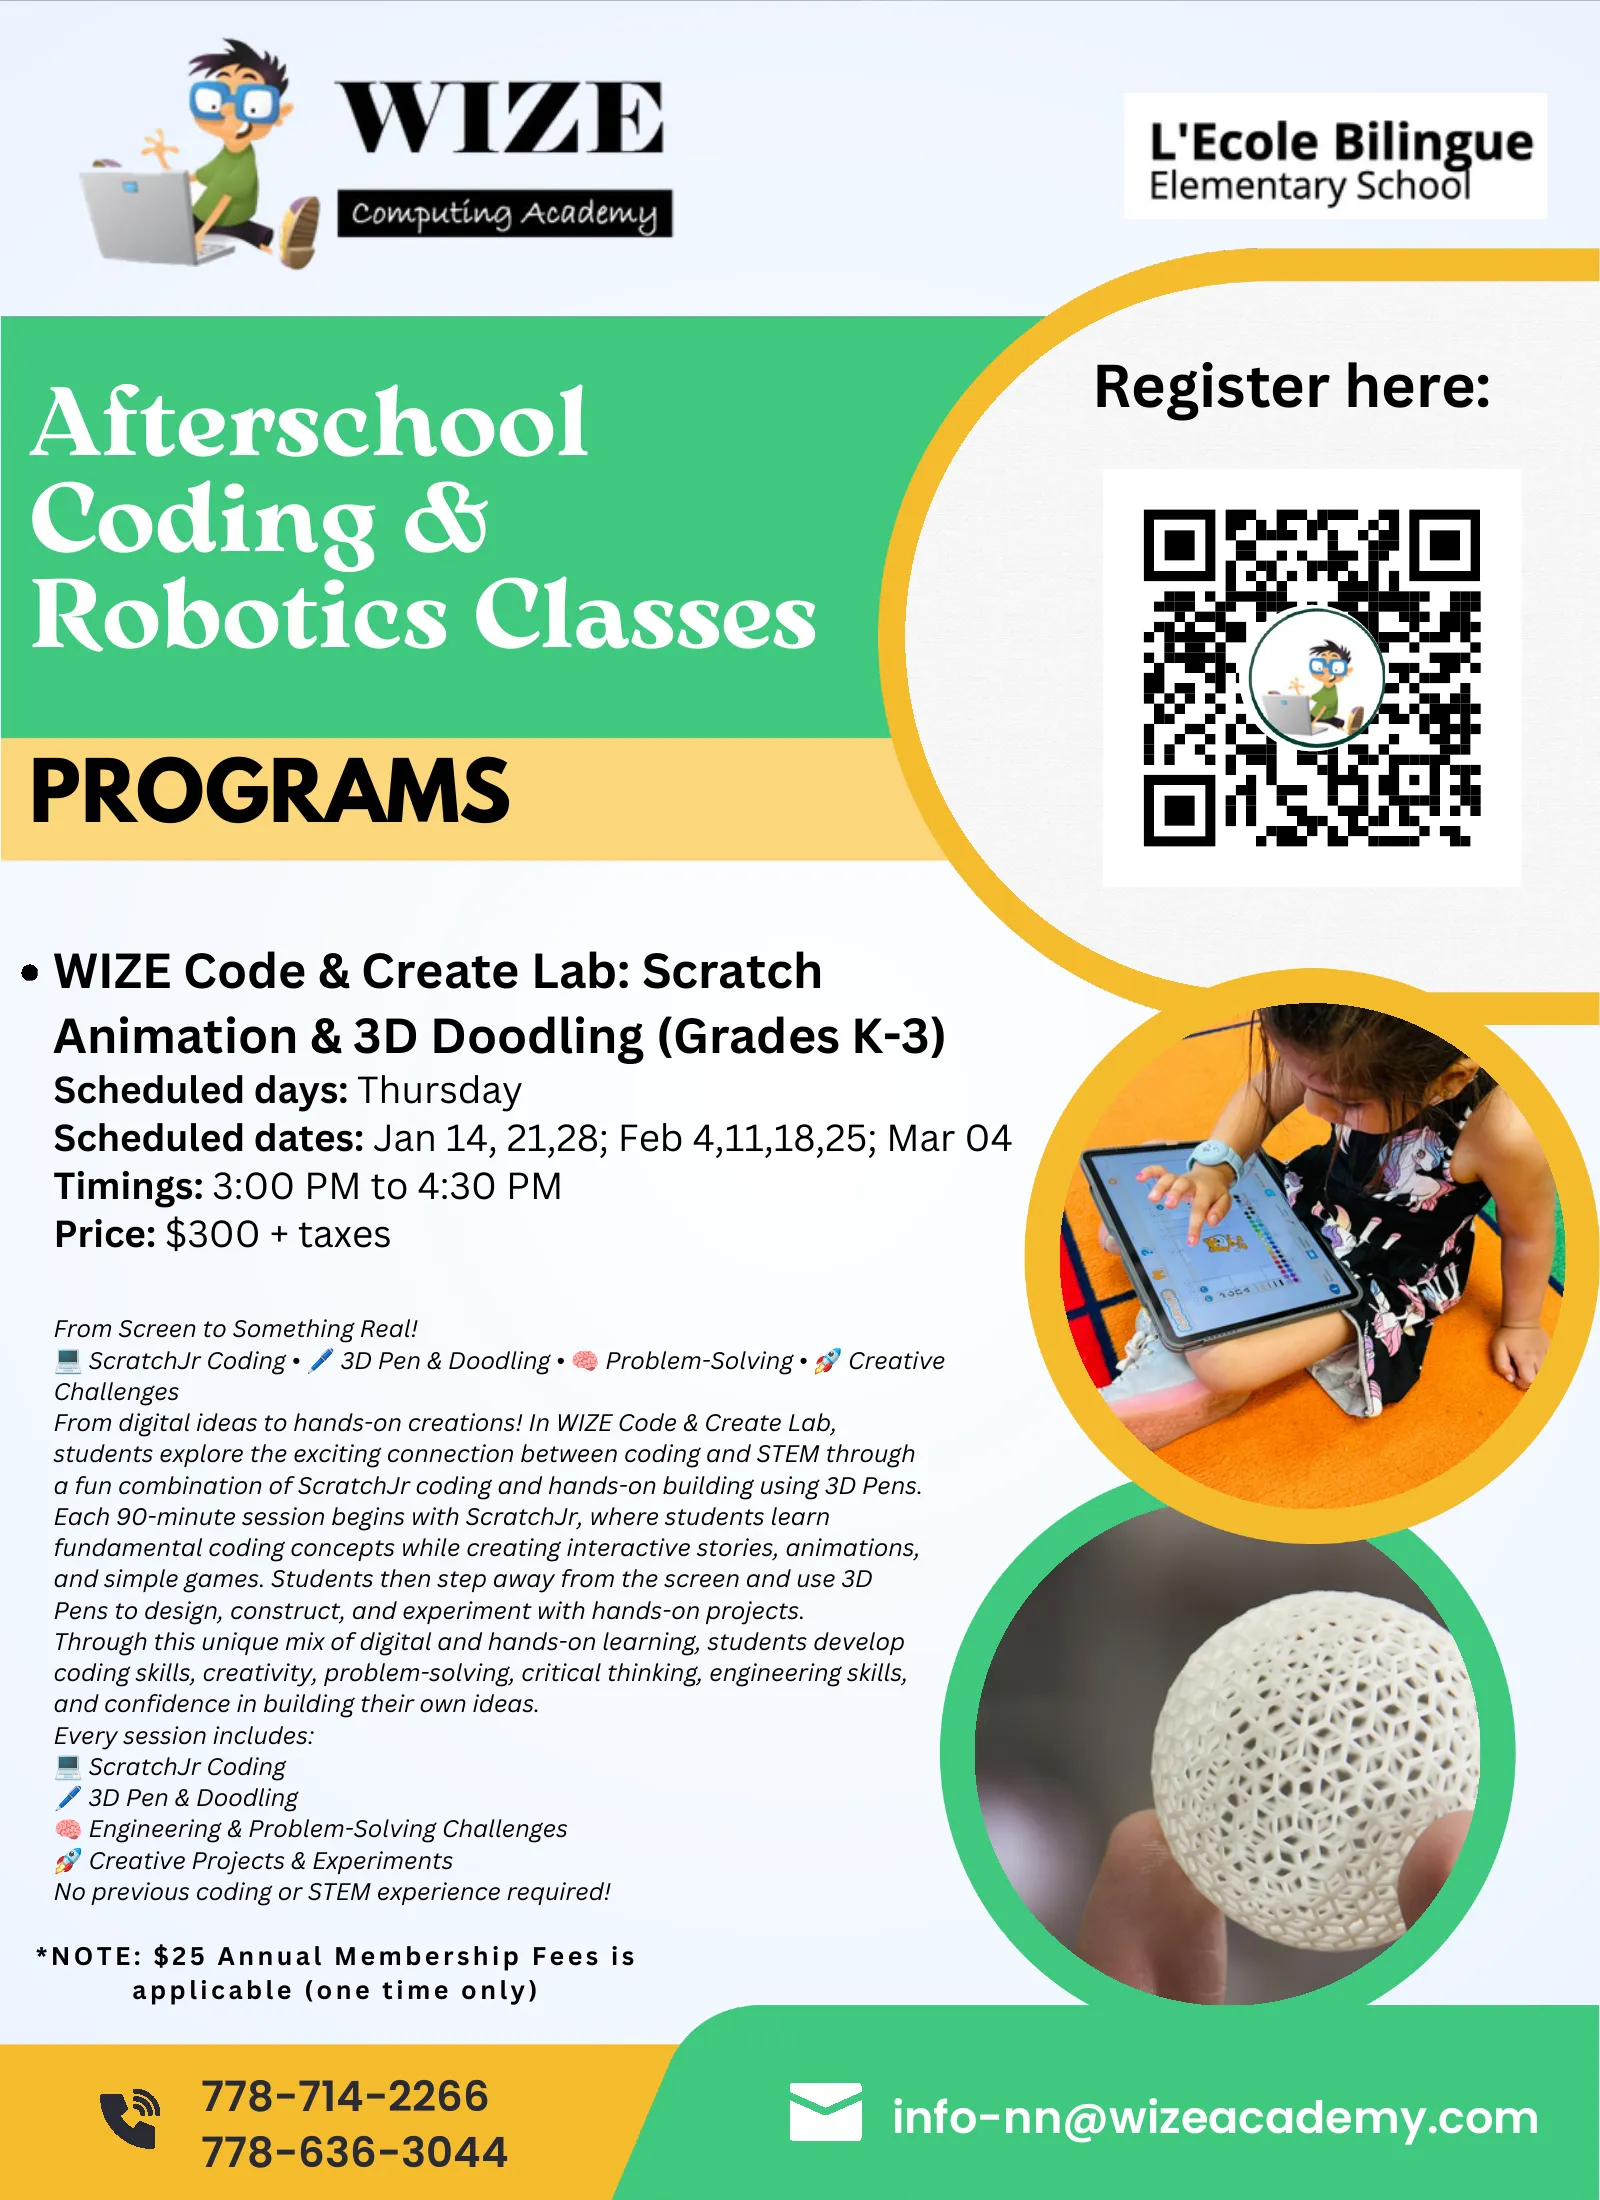 WIZE
Computing Academy
L'Ecole Bilingue
Elementary School
Afterschool
Coding &
Robotics Classes
Register here:
PROGRAMS
• WIZE Code & Create Lab: Scratch
Animation & 3D Doodling (Grades K-3)
Scheduled days: Thursday
Scheduled dates: Jan 14, 21,28; Feb 4,11,18,25; Mar 04
Timings: 3:00 PM to 4:30 PM
Price: $300 + taxes
From Screen to Something Real!
💻 ScratchJr Coding • 🖊️ 3D Pen & Doodling • 🧠 Problem-Solving • 🚀 Creative
Challenges
From digital ideas to hands-on creations! In WIZE Code & Create Lab,
students explore the exciting connection between coding and STEM through
a fun combination of ScratchJr coding and hands-on building using 3D Pens.
Each 90-minute session begins with ScratchJr, where students learn
fundamental coding concepts while creating interactive stories, animations,
and simple games. Students then step away from the screen and use 3D
Pens to design, construct, and experiment with hands-on projects.
Through this unique mix of digital and hands-on learning, students develop
coding skills, creativity, problem-solving, critical thinking, engineering skills,
and confidence in building their own ideas.
Every session includes:
💻 ScratchJr Coding
🖊️ 3D Pen & Doodling
🧠 Engineering & Problem-Solving Challenges
🚀 Creative Projects & Experiments
No previous coding or STEM experience required!
*NOTE: $25 Annual Membership Fees is
applicable (one time only)
778-714-2266
778-636-3044
info-nn@wizeacademy.com